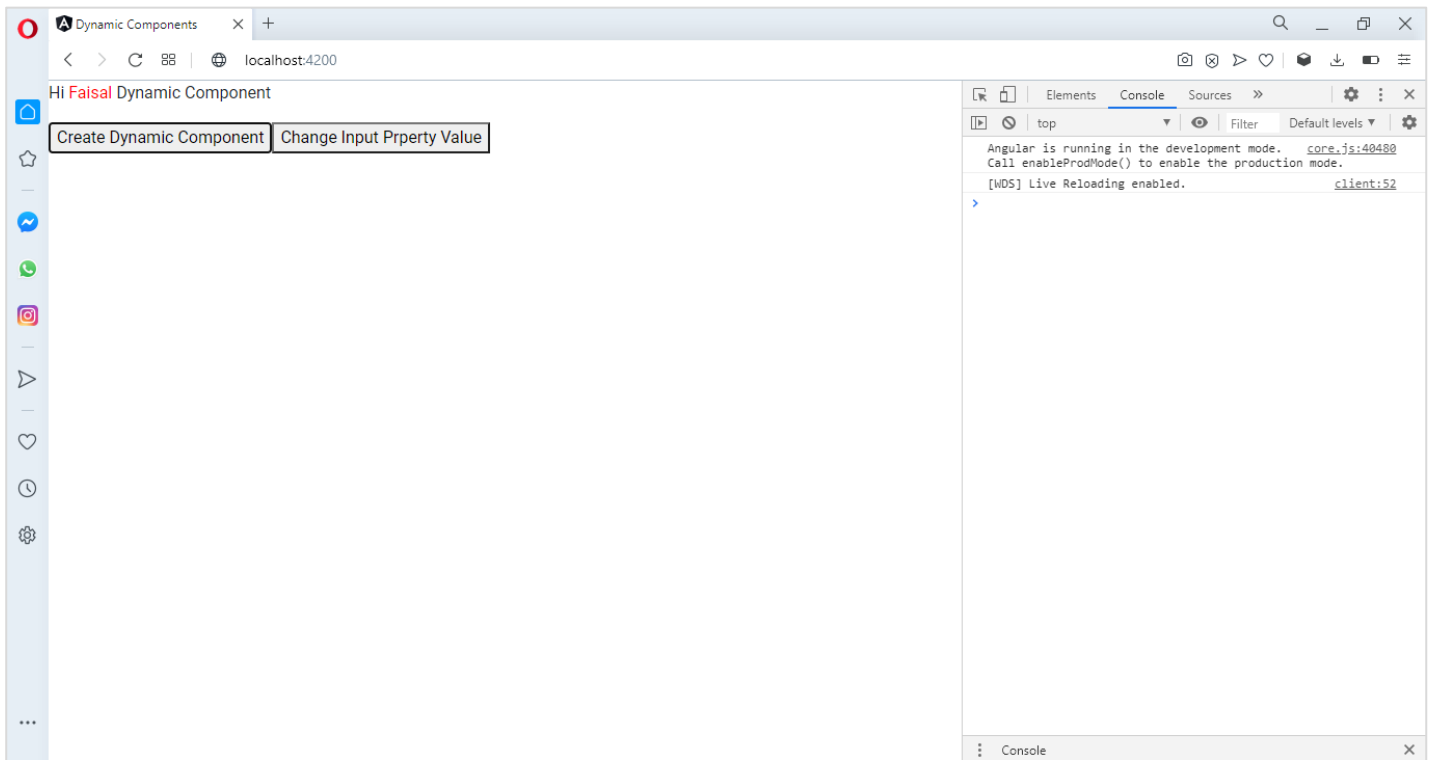 Dynamic Components
localhost:4200
Hi Faisal Dynamic Component
Create Dynamic Component Change Input Prperty Value
Elements Console Sources »
top Filter Default levels
Angular is running in the development mode. core.js:40480
Call enableProdMode() to enable the production mode.
[WDS] Live Reloading enabled. client:52
Console